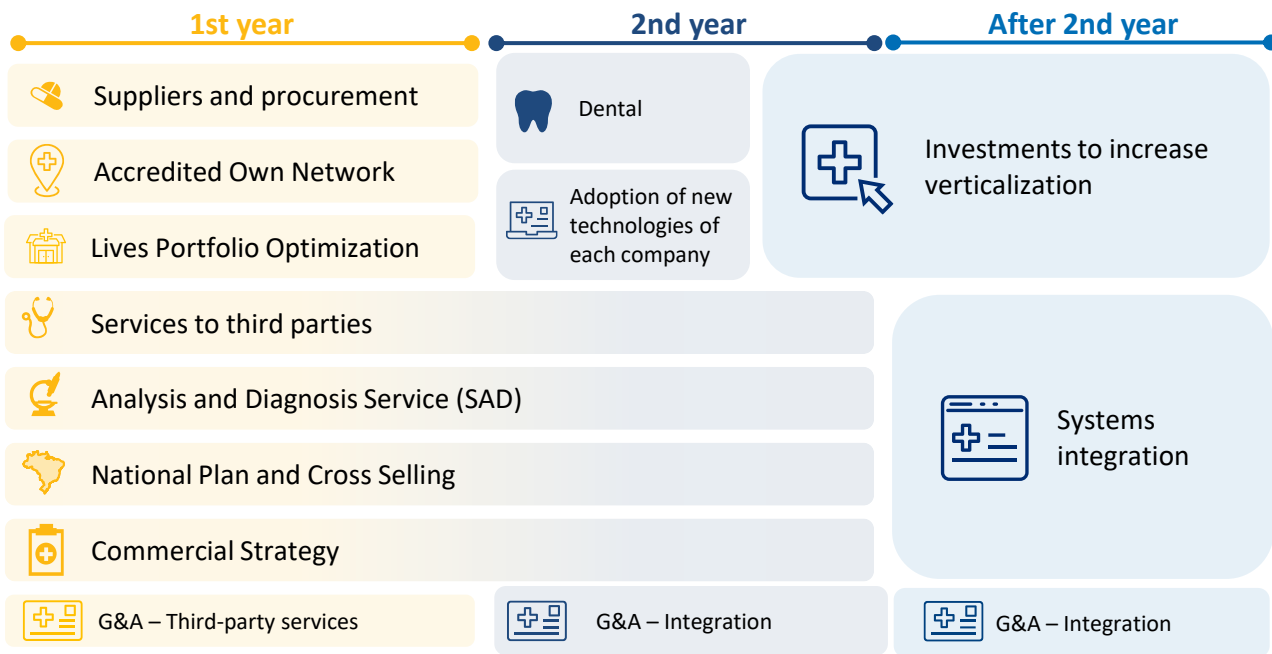 1st year
2nd year
After 2nd year
Suppliers and procurement
Accredited Own Network
Lives Portfolio Optimization
Dental
Adoption of new
technologies of
each company
Investments to increase
verticalization
Services to third parties
Analysis and Diagnosis Service (SAD)
National Plan and Cross Selling
Commercial Strategy
Systems
integration
G&A – Third-party services
G&A – Integration
G&A – Integration